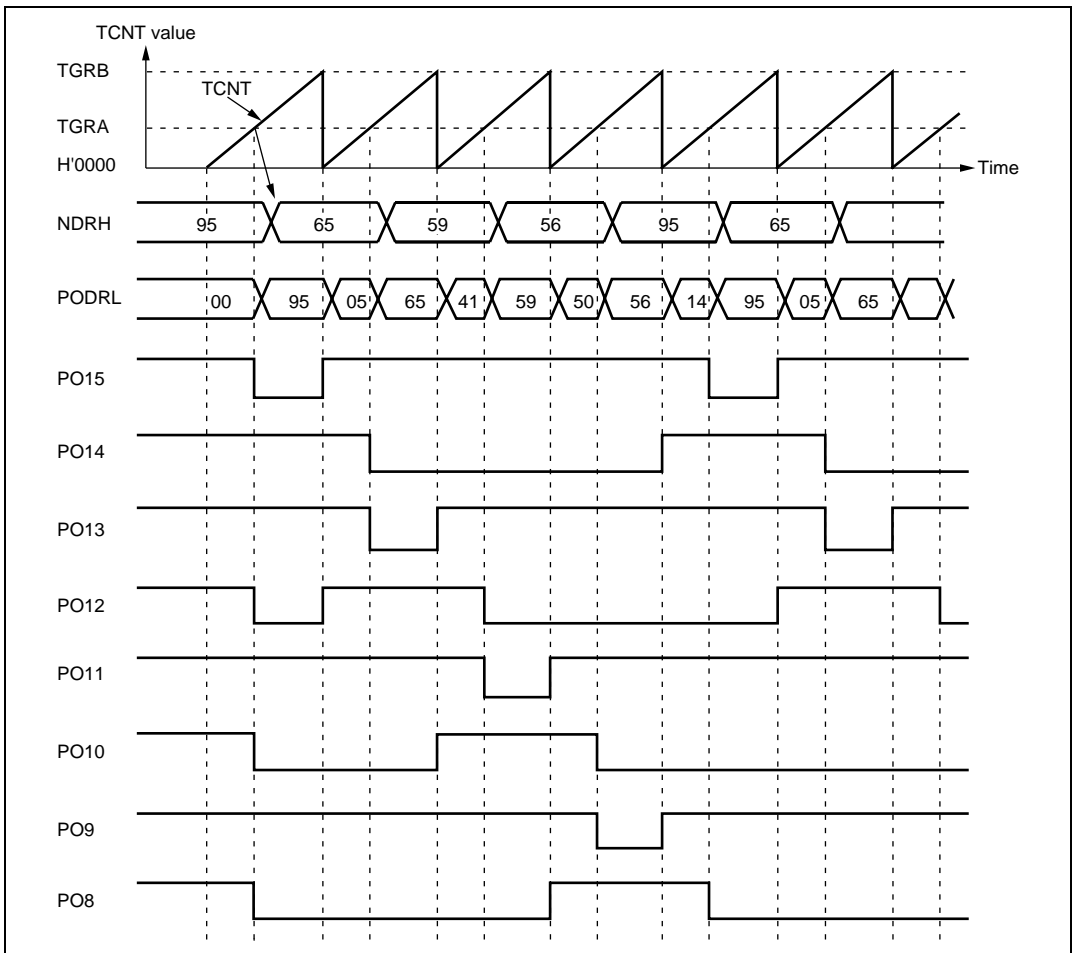 TCNT value
TGRB
TCNT
TGRA
H'0000
Time
NDRH 95 65 59 56 95 65
PODRL 00 95 05 65 41 59 50 56 14 95 05 65
PO15
PO14
PO13
PO12
PO11
PO10
PO9
PO8